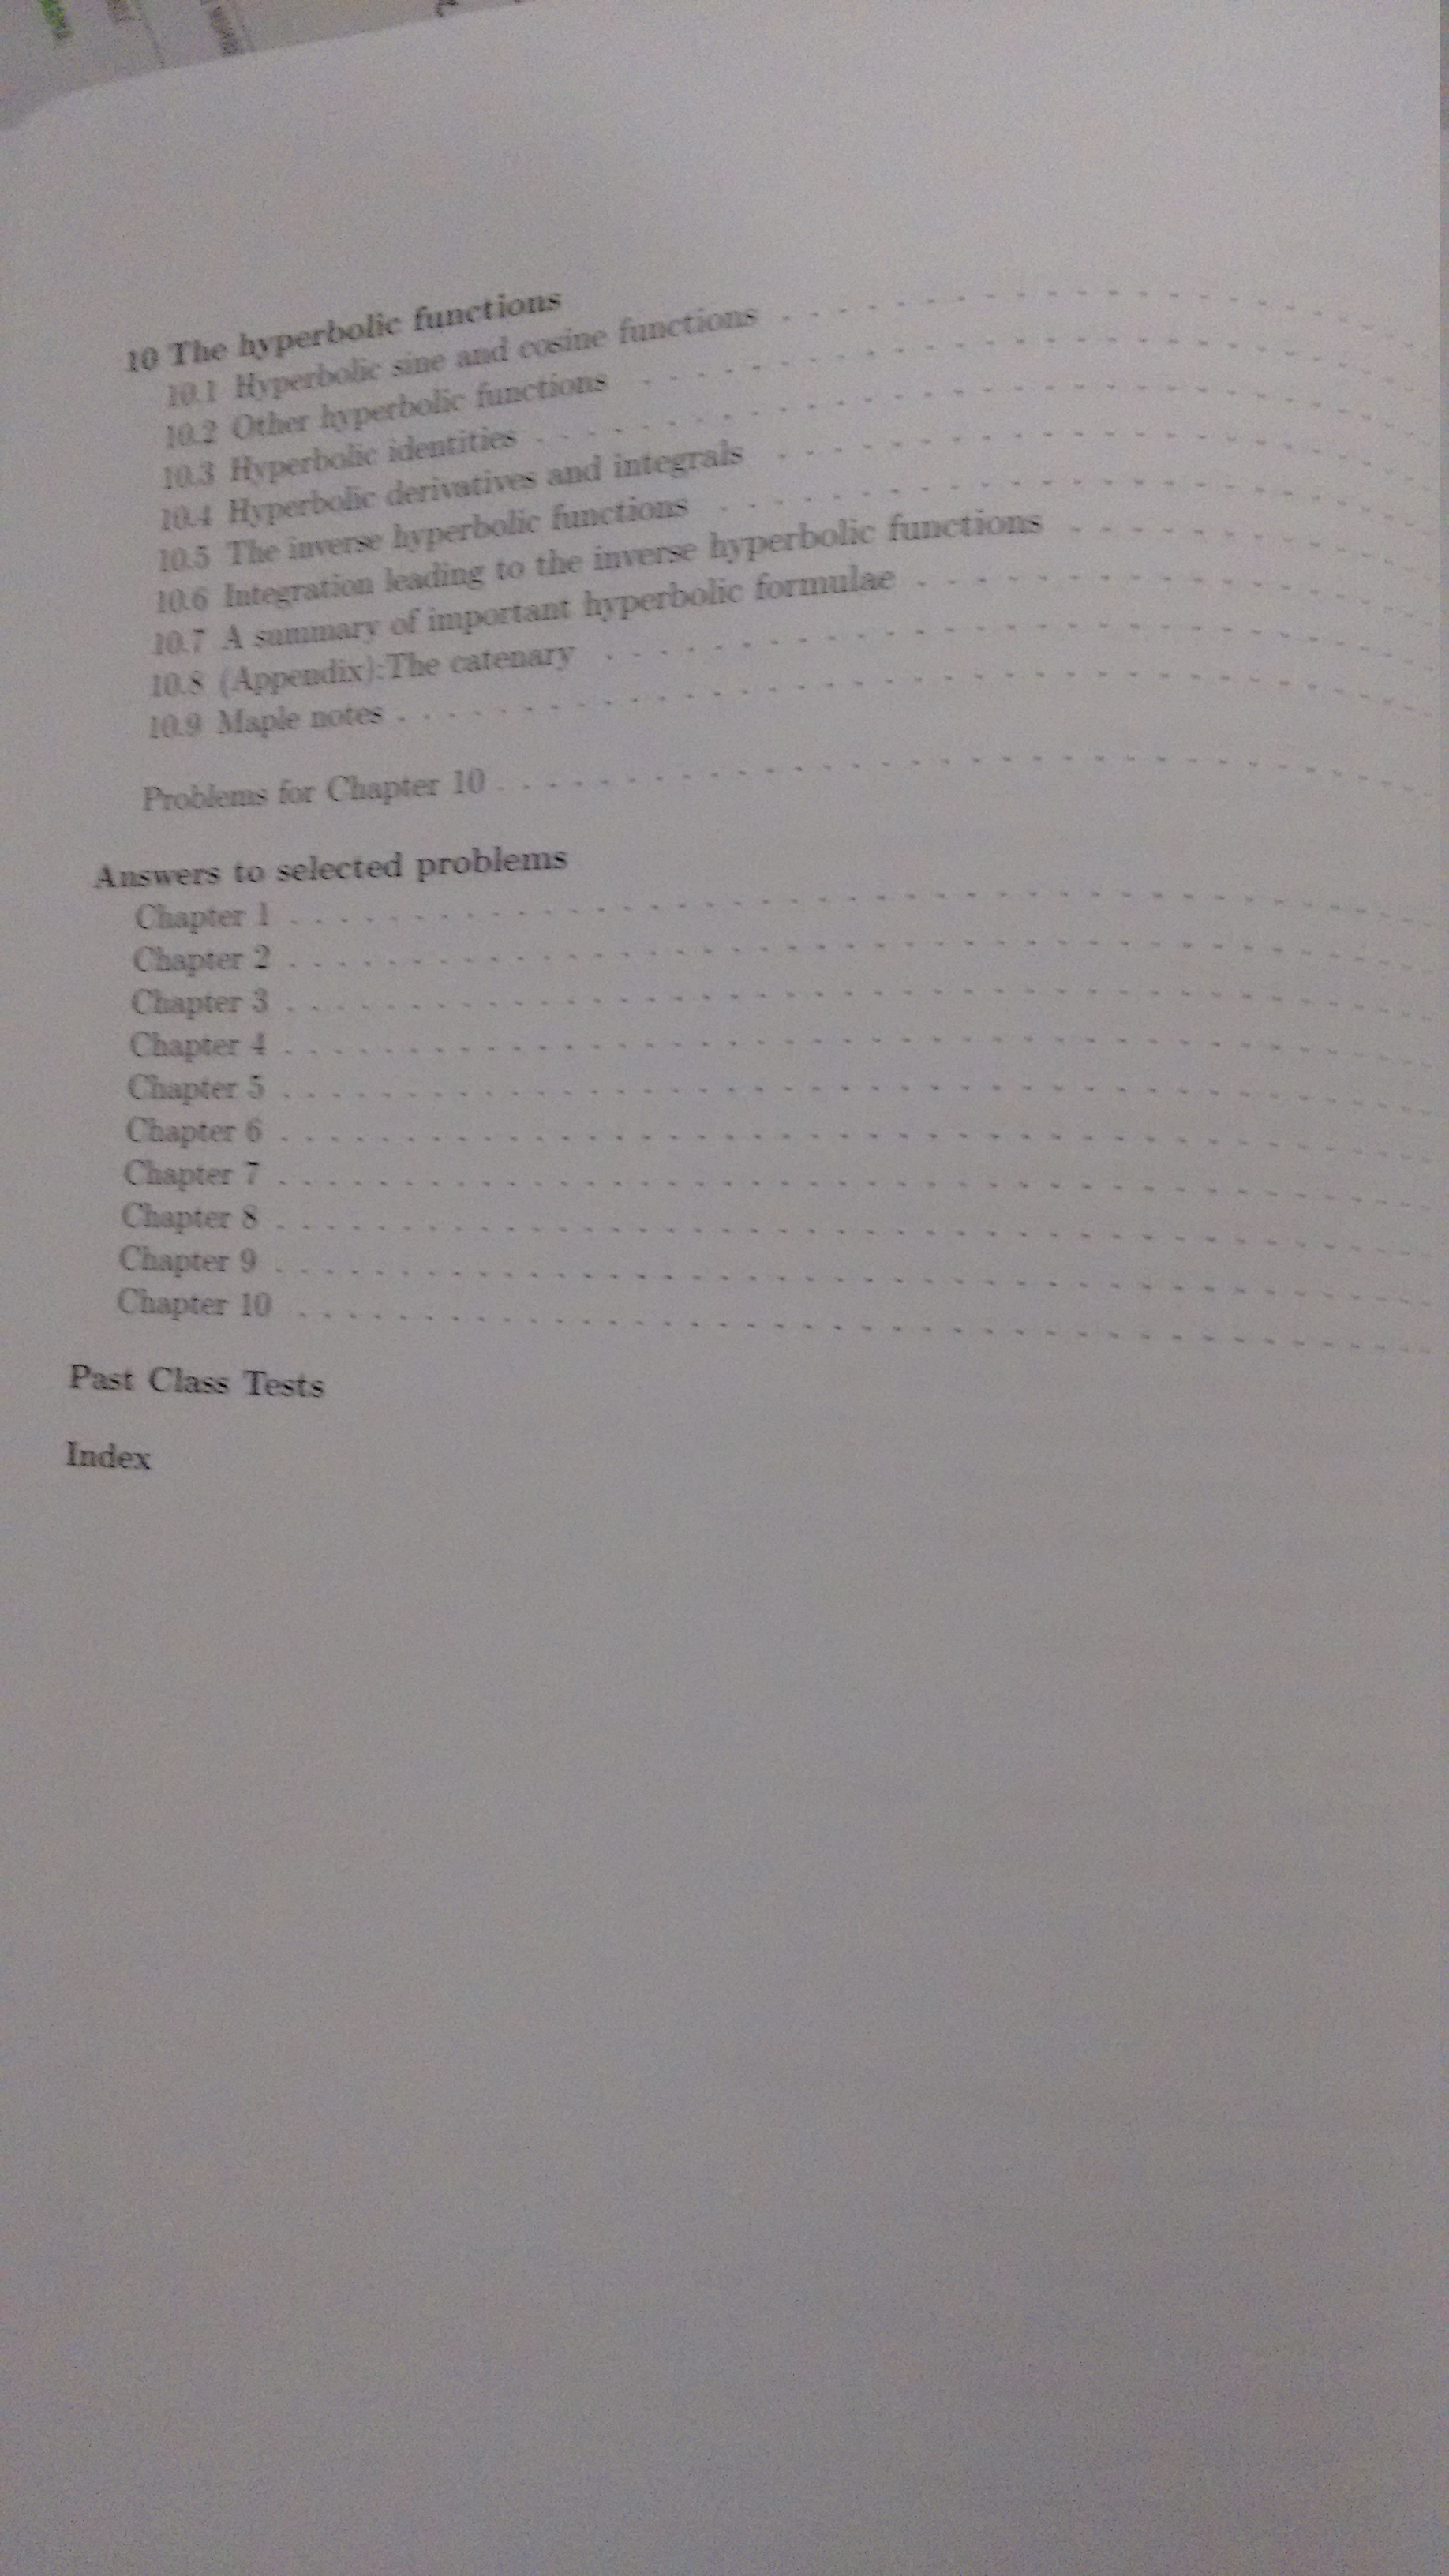 10 The hyperbolic functions
10.1 Hyperbolic sine and cosine functions
10.2 Other hyperbolic functions
10.3 Hyperbolic identities
10.4 Hyperbolic derivatives and integrals
10.5 The inverse hyperbolic functions
10.6 Integration leading to the inverse hyperbolic functions
10.7 A summary of important hyperbolic formulae
10.8 (Appendix):The catenary
10.9 Maple notes
Problems for Chapter 10
Answers to selected problems
Chapter 1
Chapter 2
Chapter 3
Chapter 4
Chapter 5
Chapter 6
Chapter 7
Chapter 8
Chapter 9
Chapter 10
Past Class Tests
Index